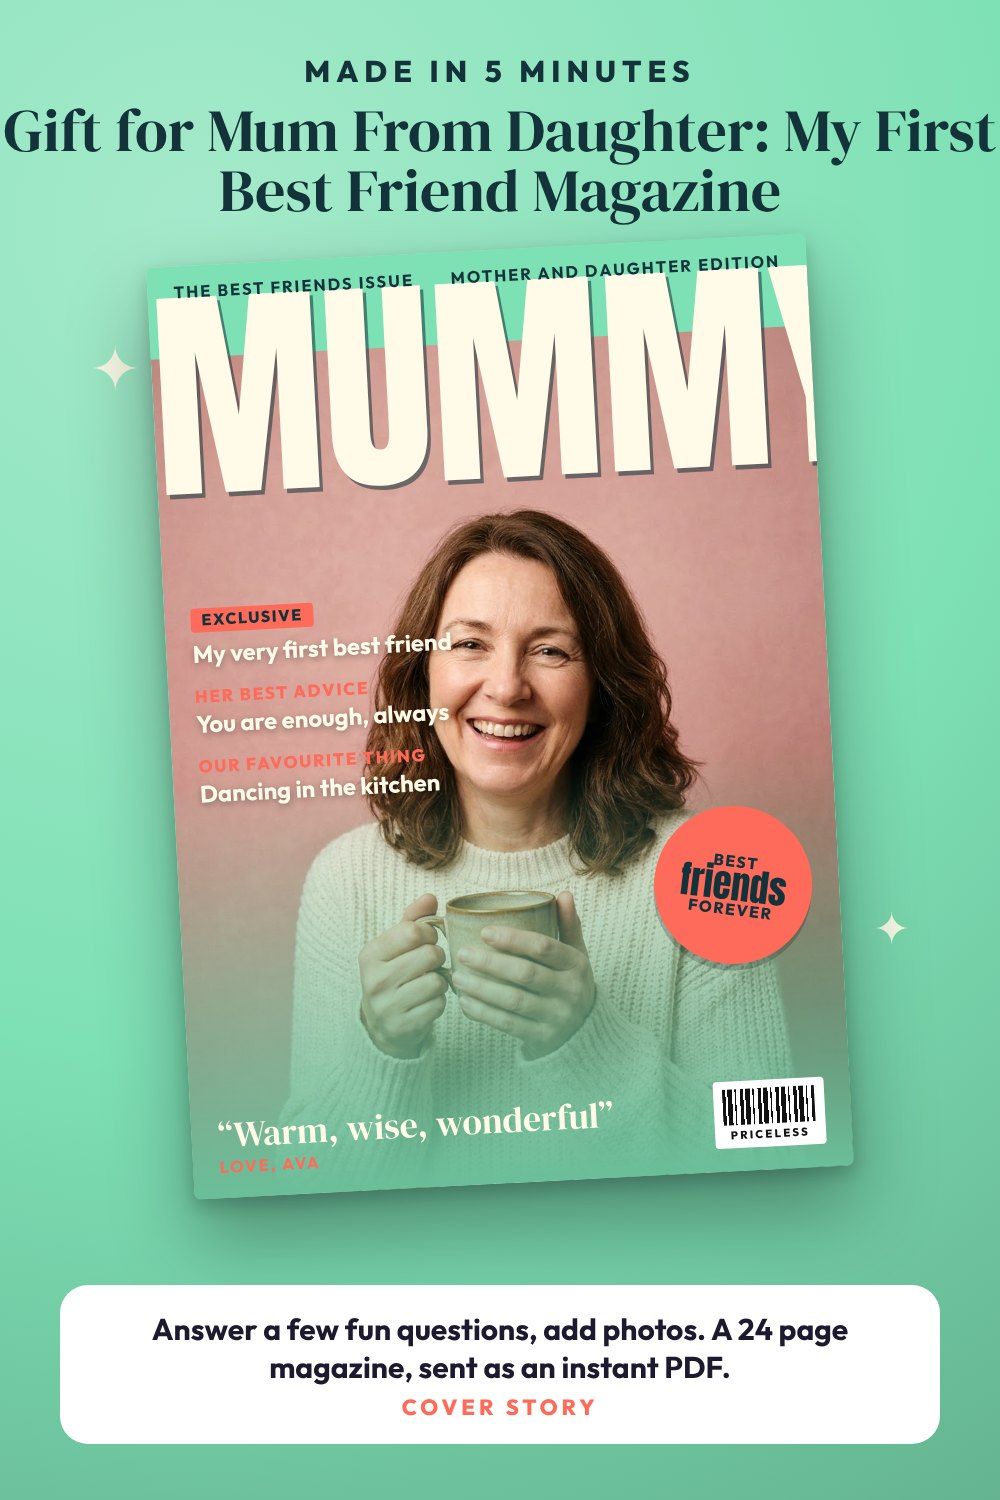 MADE IN 5 MINUTES
Gift for Mum From Daughter: My First
Best Friend Magazine
THE BEST FRIENDS ISSUE
MOTHER AND DAUGHTER EDITION
MUMMY
EXCLUSIVE
My very first best friend
HER BEST ADVICE
You are enough, always
OUR FAVOURITE THING
Dancing in the kitchen
BEST
friends
FOREVER
“Warm, wise, wonderful”
LOVE, AVA
PRICELESS
Answer a few fun questions, add photos. A 24 page
magazine, sent as an instant PDF.
COVER STORY